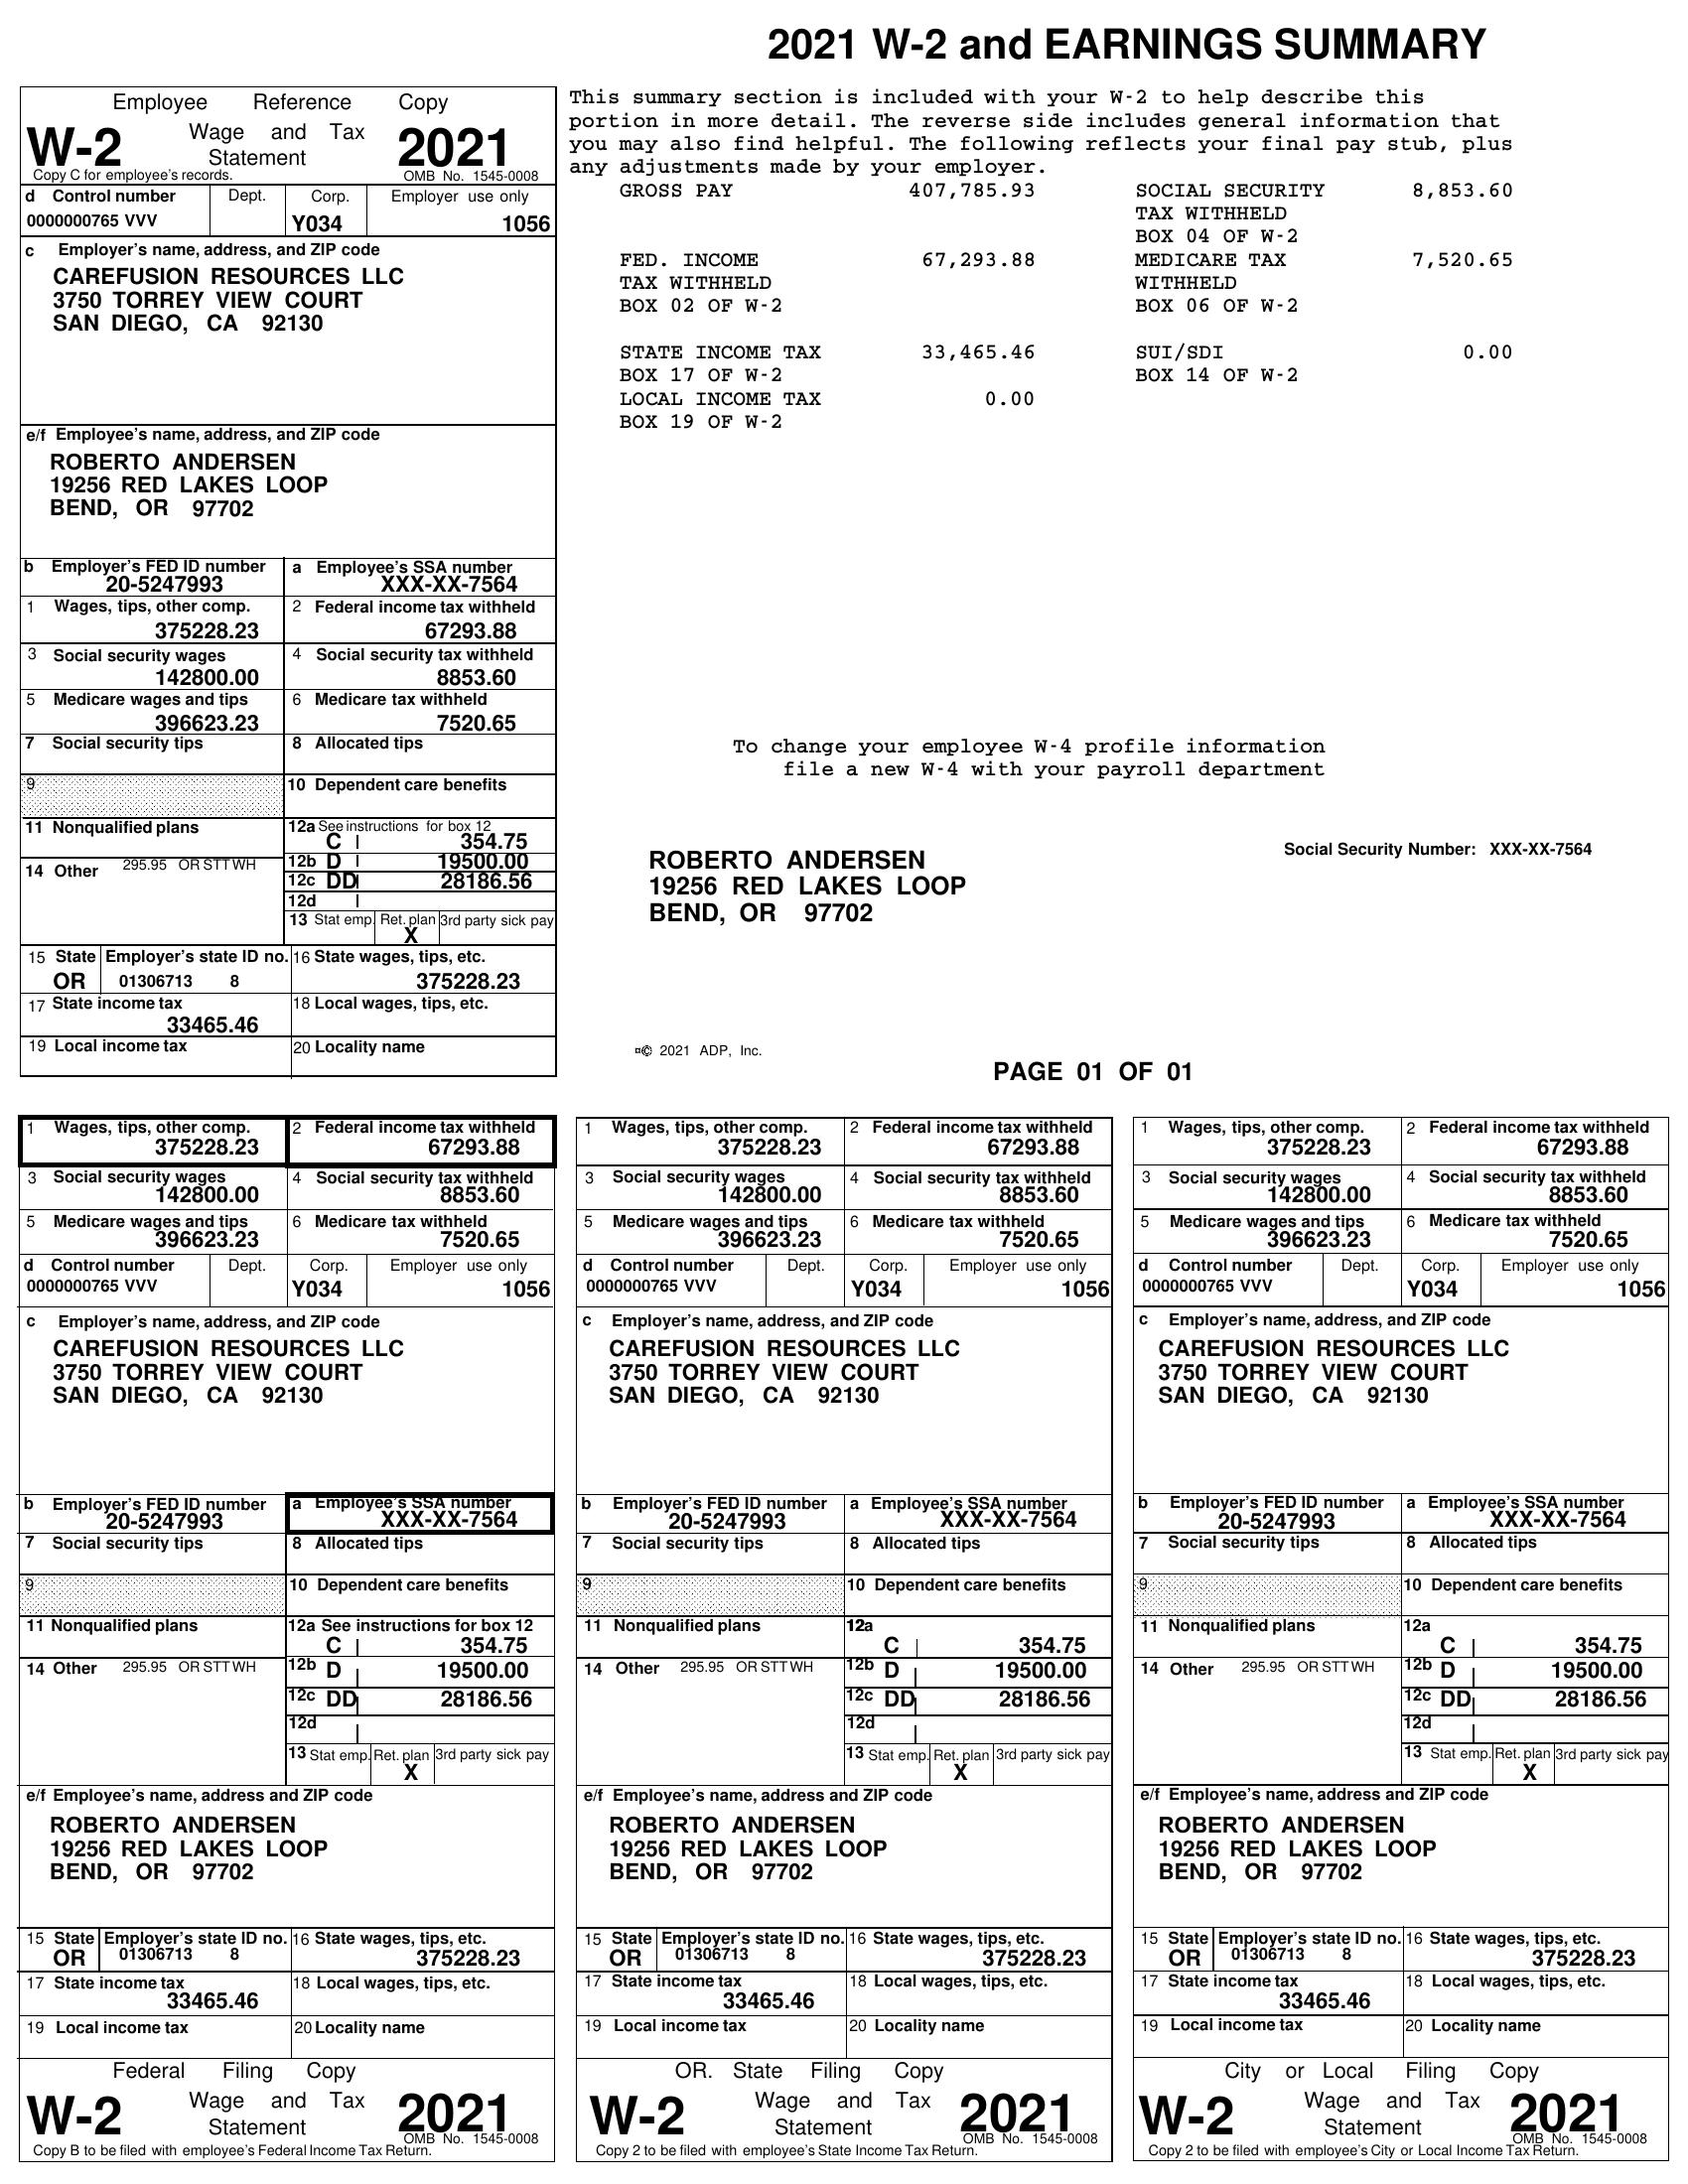 2021 W-2 and EARNINGS SUMMARY
Employee Reference Copy
W-2 Wage and Tax Statement 2021
Copy C for employee's records. OMB No. 1545-0008
d Control number Dept. Corp. Employer use only
0000000765 VVV Y034 1056
c Employer's name, address, and ZIP code
CAREFUSION RESOURCES LLC
3750 TORREY VIEW COURT
SAN DIEGO, CA 92130
e/f Employee's name, address, and ZIP code
ROBERTO ANDERSEN
19256 RED LAKES LOOP
BEND, OR 97702
b Employer's FED ID number a Employee's SSA number
20-5247993 XXX-XX-7564
1 Wages, tips, other comp. 2 Federal income tax withheld
375228.23 67293.88
3 Social security wages 4 Social security tax withheld
142800.00 8853.60
5 Medicare wages and tips 6 Medicare tax withheld
396623.23 7520.65
7 Social security tips 8 Allocated tips
9 10 Dependent care benefits
11 Nonqualified plans 12a See instructions for box 12
C 354.75
14 Other 295.95 OR STT WH 12b D 19500.00
12c DD 28186.56
12d
13 Stat emp. Ret. plan 3rd party sick pay
X
15 State Employer's state ID no. 16 State wages, tips, etc.
OR 01306713 8 375228.23
17 State income tax 18 Local wages, tips, etc.
33465.46
19 Local income tax 20 Locality name
This summary section is included with your W-2 to help describe this
portion in more detail. The reverse side includes general information that
you may also find helpful. The following reflects your final pay stub, plus
any adjustments made by your employer.
GROSS PAY 407,785.93 SOCIAL SECURITY 8,853.60
TAX WITHHELD
BOX 04 OF W-2
FED. INCOME 67,293.88 MEDICARE TAX 7,520.65
TAX WITHHELD WITHHELD
BOX 02 OF W-2 BOX 06 OF W-2
STATE INCOME TAX 33,465.46 SUI/SDI 0.00
BOX 17 OF W-2 BOX 14 OF W-2
LOCAL INCOME TAX 0.00
BOX 19 OF W-2
To change your employee W-4 profile information
file a new W-4 with your payroll department
ROBERTO ANDERSEN Social Security Number: XXX-XX-7564
19256 RED LAKES LOOP
BEND, OR 97702
¤© 2021 ADP, Inc.
PAGE 01 OF 01
1 Wages, tips, other comp. 2 Federal income tax withheld
375228.23 67293.88
3 Social security wages 4 Social security tax withheld
142800.00 8853.60
5 Medicare wages and tips 6 Medicare tax withheld
396623.23 7520.65
d Control number Dept. Corp. Employer use only
0000000765 VVV Y034 1056
c Employer's name, address, and ZIP code
CAREFUSION RESOURCES LLC
3750 TORREY VIEW COURT
SAN DIEGO, CA 92130
b Employer's FED ID number a Employee's SSA number
20-5247993 XXX-XX-7564
7 Social security tips 8 Allocated tips
9 10 Dependent care benefits
11 Nonqualified plans 12a See instructions for box 12
C 354.75
14 Other 295.95 OR STT WH 12b D 19500.00
12c DD 28186.56
12d
13 Stat emp. Ret. plan 3rd party sick pay
X
e/f Employee's name, address and ZIP code
ROBERTO ANDERSEN
19256 RED LAKES LOOP
BEND, OR 97702
15 State Employer's state ID no. 16 State wages, tips, etc.
OR 01306713 8 375228.23
17 State income tax 18 Local wages, tips, etc.
33465.46
19 Local income tax 20 Locality name
Federal Filing Copy
W-2 Wage and Tax Statement 2021
OMB No. 1545-0008
Copy B to be filed with employee's Federal Income Tax Return.
1 Wages, tips, other comp. 2 Federal income tax withheld
375228.23 67293.88
3 Social security wages 4 Social security tax withheld
142800.00 8853.60
5 Medicare wages and tips 6 Medicare tax withheld
396623.23 7520.65
d Control number Dept. Corp. Employer use only
0000000765 VVV Y034 1056
c Employer's name, address, and ZIP code
CAREFUSION RESOURCES LLC
3750 TORREY VIEW COURT
SAN DIEGO, CA 92130
b Employer's FED ID number a Employee's SSA number
20-5247993 XXX-XX-7564
7 Social security tips 8 Allocated tips
9 10 Dependent care benefits
11 Nonqualified plans 12a
C 354.75
14 Other 295.95 OR STT WH 12b D 19500.00
12c DD 28186.56
12d
13 Stat emp. Ret. plan 3rd party sick pay
X
e/f Employee's name, address and ZIP code
ROBERTO ANDERSEN
19256 RED LAKES LOOP
BEND, OR 97702
15 State Employer's state ID no. 16 State wages, tips, etc.
OR 01306713 8 375228.23
17 State income tax 18 Local wages, tips, etc.
33465.46
19 Local income tax 20 Locality name
OR. State Filing Copy
W-2 Wage and Tax Statement 2021
OMB No. 1545-0008
Copy 2 to be filed with employee's State Income Tax Return.
1 Wages, tips, other comp. 2 Federal income tax withheld
375228.23 67293.88
3 Social security wages 4 Social security tax withheld
142800.00 8853.60
5 Medicare wages and tips 6 Medicare tax withheld
396623.23 7520.65
d Control number Dept. Corp. Employer use only
0000000765 VVV Y034 1056
c Employer's name, address, and ZIP code
CAREFUSION RESOURCES LLC
3750 TORREY VIEW COURT
SAN DIEGO, CA 92130
b Employer's FED ID number a Employee's SSA number
20-5247993 XXX-XX-7564
7 Social security tips 8 Allocated tips
9 10 Dependent care benefits
11 Nonqualified plans 12a
C 354.75
14 Other 295.95 OR STT WH 12b D 19500.00
12c DD 28186.56
12d
13 Stat emp. Ret. plan 3rd party sick pay
X
e/f Employee's name, address and ZIP code
ROBERTO ANDERSEN
19256 RED LAKES LOOP
BEND, OR 97702
15 State Employer's state ID no. 16 State wages, tips, etc.
OR 01306713 8 375228.23
17 State income tax 18 Local wages, tips, etc.
33465.46
19 Local income tax 20 Locality name
City or Local Filing Copy
W-2 Wage and Tax Statement 2021
OMB No. 1545-0008
Copy 2 to be filed with employee's City or Local Income Tax Return.